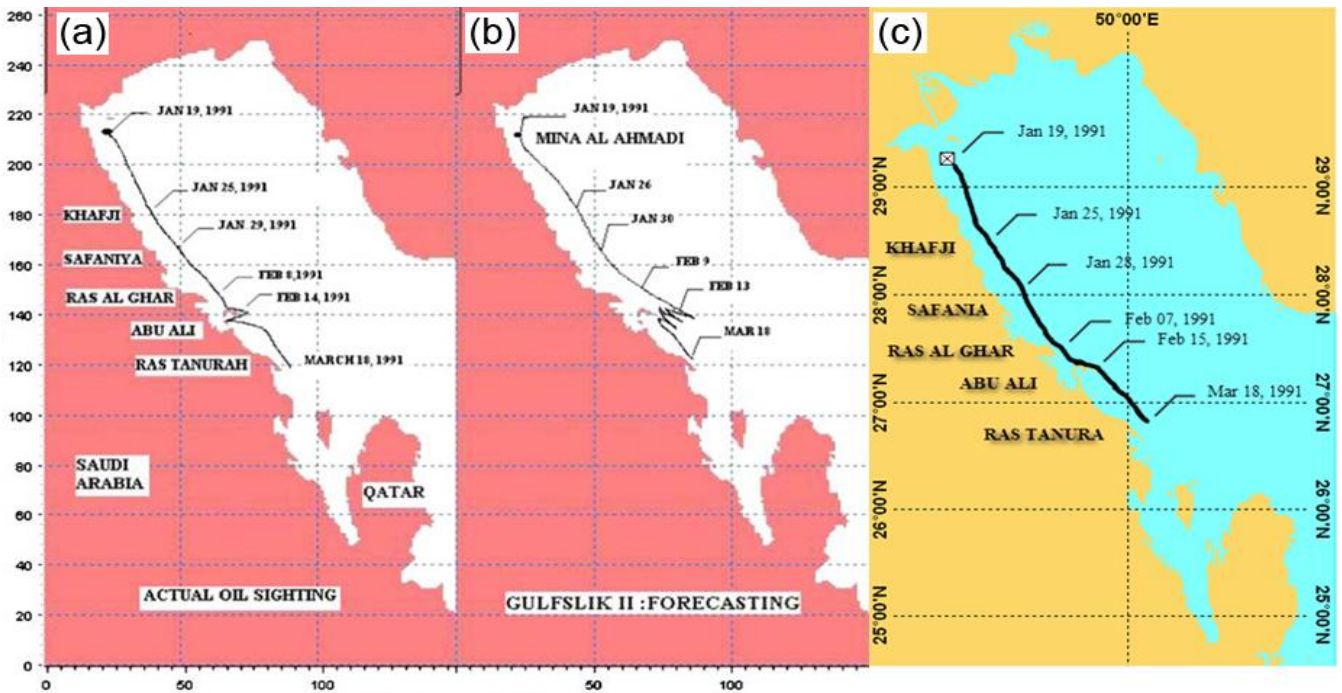 (a)
260
240
220
200
180
160
140
120
100
80
60
40
20
0
0
50
100
JAN 19, 1991
JAN 25, 1991
KHAFJI
JAN 29, 1991
SAFANIYA
FEB 8,1991
RAS AL GHAR
FEB 14, 1991
ABU ALI
RAS TANURAH
MARCH 18, 1991
SAUDI
ARABIA
QATAR
ACTUAL OIL SIGHTING
(b)
JAN 19, 1991
MINA AL AHMADI
JAN 26
JAN 30
FEB 9
FEB 13
MAR 18
GULFSLIK II :FORECASTING
50
100
(c)
50°00'E
Jan 19, 1991
29°00'N
29°00'N
Jan 25, 1991
KHAFJI
Jan 28, 1991
28°00'N
28°00'N
SAFANIA
Feb 07, 1991
Feb 15, 1991
RAS AL GHAR
ABU ALI
Mar 18, 1991
27°00'N
27°00'N
RAS TANURA
26°00'N
26°00'N
25°00'N
25°00'N